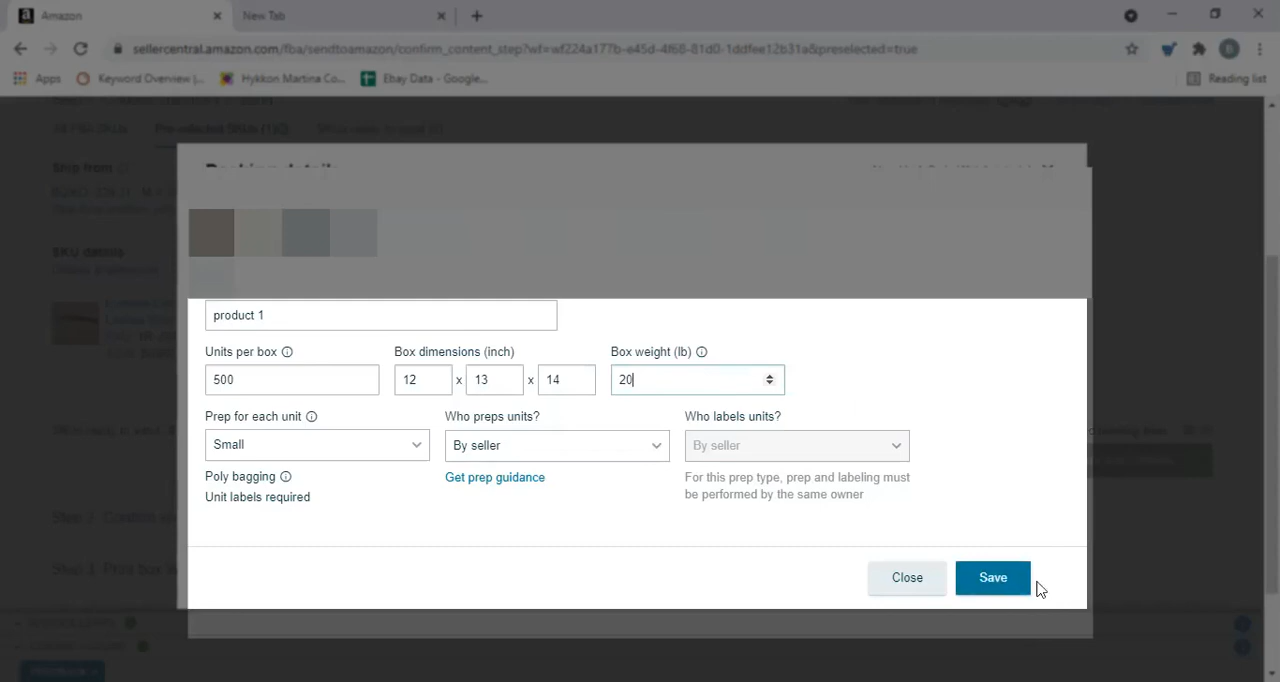 Amazon
New Tab
sellercentral.amazon.com/fba/sendtoamazon/confirm_content_step?wf=wf224a177b-e45d-4f68-81d0-1ddfee12b31a&preselected=true
Apps
Keyword Overview |...
Hykkon Martina Co...
Ebay Data - Google...
Reading list
Ship from
Packing details
SKU details
product 1
Units per box
Box dimensions (inch)
Box weight (lb)
500
12 x 13 x 14
20
Prep for each unit
Who preps units?
Who labels units?
Small
By seller
By seller
Poly bagging
Get prep guidance
For this prep type, prep and labeling must
Unit labels required
be performed by the same owner
Close
Save